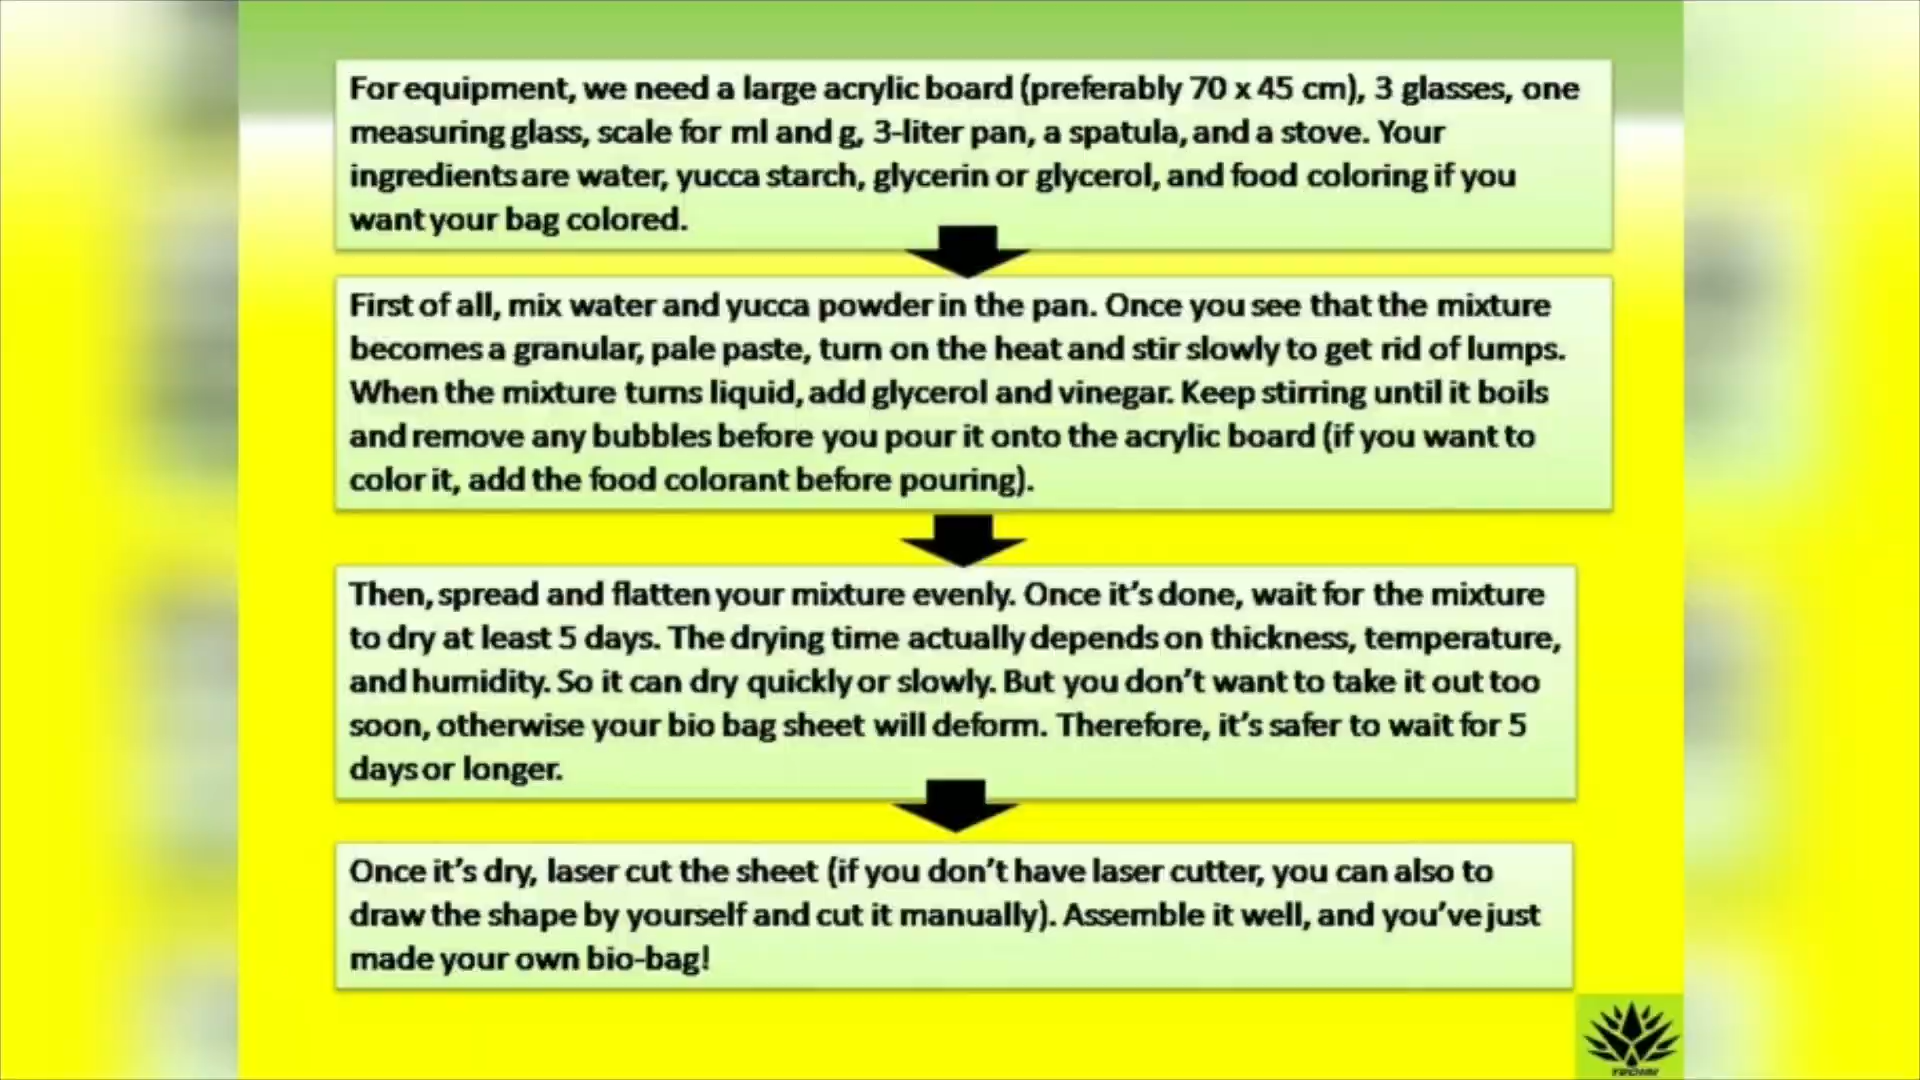 For equipment, we need a large acrylic board (preferably 70 x 45 cm), 3 glasses, one
measuring glass, scale for ml and g, 3-liter pan, a spatula, and a stove. Your
ingredients are water, yucca starch, glycerin or glycerol, and food coloring if you
want your bag colored.
First of all, mix water and yucca powder in the pan. Once you see that the mixture
becomes a granular, pale paste, turn on the heat and stir slowly to get rid of lumps.
When the mixture turns liquid, add glycerol and vinegar. Keep stirring until it boils
and remove any bubbles before you pour it onto the acrylic board (if you want to
color it, add the food colorant before pouring).
Then, spread and flatten your mixture evenly. Once it’s done, wait for the mixture
to dry at least 5 days. The drying time actually depends on thickness, temperature,
and humidity. So it can dry quickly or slowly. But you don’t want to take it out too
soon, otherwise your bio bag sheet will deform. Therefore, it’s safer to wait for 5
days or longer.
Once it’s dry, laser cut the sheet (if you don’t have laser cutter, you can also to
draw the shape by yourself and cut it manually). Assemble it well, and you’ve just
made your own bio-bag!